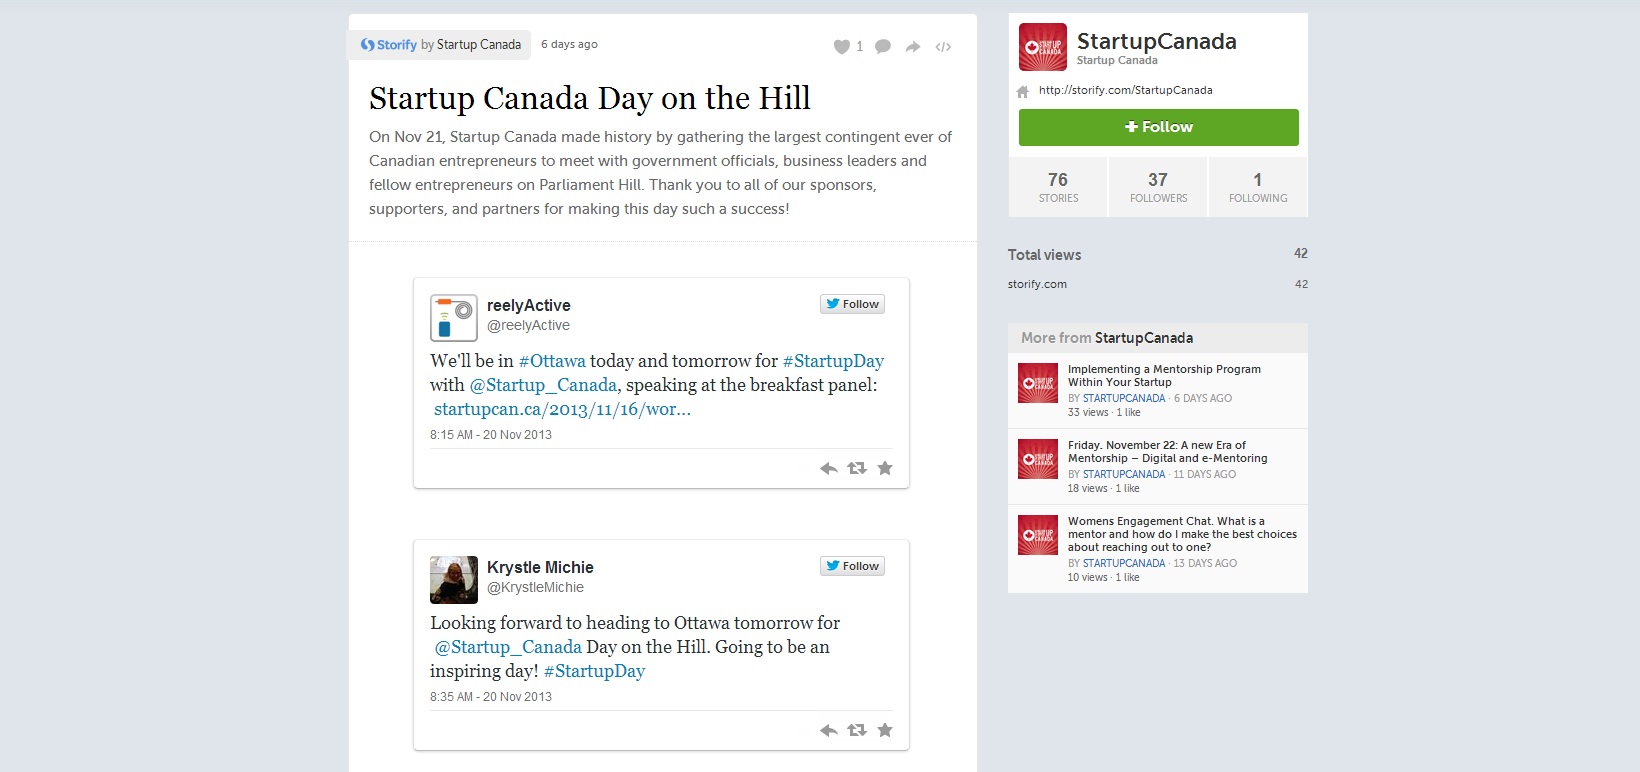 Storify by Startup Canada 6 days ago 1
Startup Canada Day on the Hill
On Nov 21, Startup Canada made history by gathering the largest contingent ever of
Canadian entrepreneurs to meet with government officials, business leaders and
fellow entrepreneurs on Parliament Hill. Thank you to all of our sponsors,
supporters, and partners for making this day such a success!
reelyActive
@reelyActive
Follow
We'll be in #Ottawa today and tomorrow for #StartupDay
with @Startup_Canada, speaking at the breakfast panel:
startupcan.ca/2013/11/16/wor...
8:15 AM - 20 Nov 2013
Krystle Michie
@KrystleMichie
Follow
Looking forward to heading to Ottawa tomorrow for
@Startup_Canada Day on the Hill. Going to be an
inspiring day! #StartupDay
8:35 AM - 20 Nov 2013
STARTUP
CANADA
StartupCanada
Startup Canada
http://storify.com/StartupCanada
+ Follow
76 37 1
STORIES FOLLOWERS FOLLOWING
Total views 42
storify.com 42
More from StartupCanada
STARTUP
CANADA
Implementing a Mentorship Program
Within Your Startup
BY STARTUPCANADA · 6 DAYS AGO
33 views · 1 like
STARTUP
CANADA
Friday. November 22: A new Era of
Mentorship – Digital and e-Mentoring
BY STARTUPCANADA · 11 DAYS AGO
18 views · 1 like
STARTUP
CANADA
Womens Engagement Chat. What is a
mentor and how do I make the best choices
about reaching out to one?
BY STARTUPCANADA · 13 DAYS AGO
10 views · 1 like